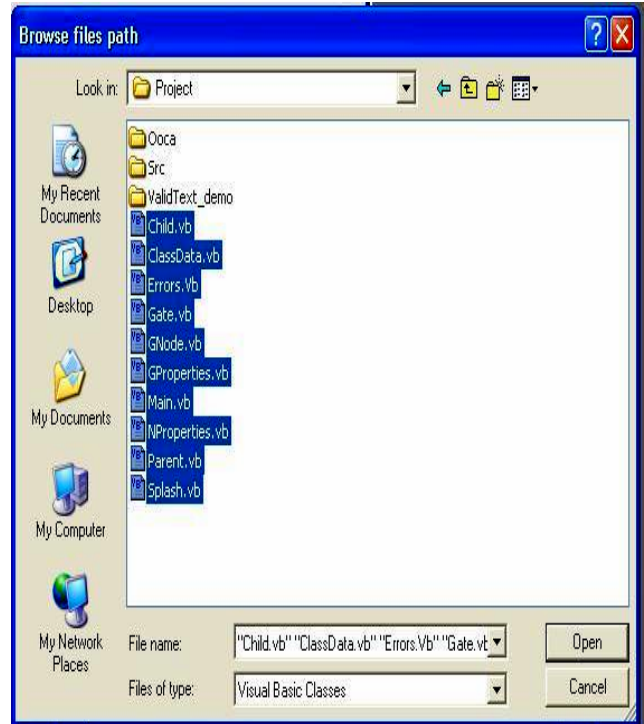 Browse files path
Look in:
Project
My Recent
Documents
Desktop
My Documents
My Computer
My Network
Places
Ooca
Src
ValidText_demo
Child.vb
ClassData.vb
Errors.Vb
Gate.vb
GNode.vb
GProperties.vb
Main.vb
NProperties.vb
Parent.vb
Splash.vb
File name:
"Child.vb" "ClassData.vb" "Errors.Vb" "Gate.vb
Open
Files of type:
Visual Basic Classes
Cancel